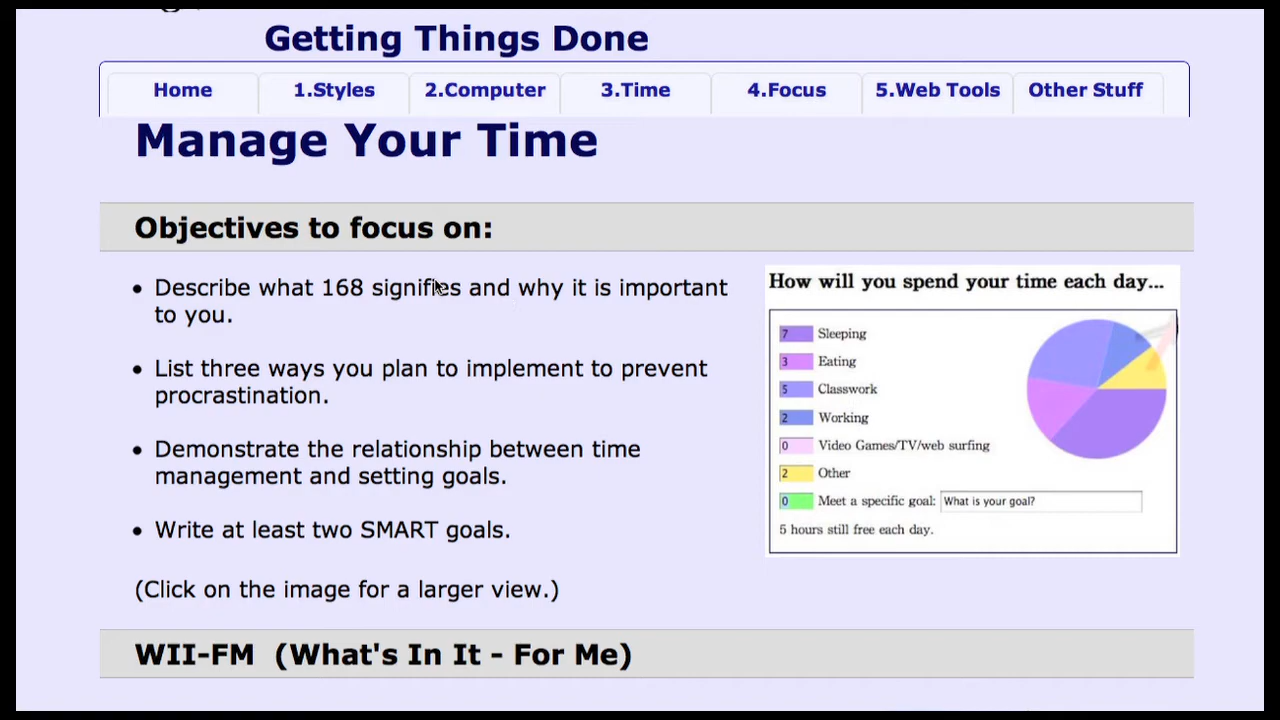 Getting Things Done
Home 1.Styles 2.Computer 3.Time 4.Focus 5.Web Tools Other Stuff
Manage Your Time
Objectives to focus on:
• Describe what 168 signifies and why it is important
to you.
• List three ways you plan to implement to prevent
procrastination.
• Demonstrate the relationship between time
management and setting goals.
• Write at least two SMART goals.
(Click on the image for a larger view.)
How will you spend your time each day...
7 Sleeping
3 Eating
5 Classwork
2 Working
0 Video Games/TV/web surfing
2 Other
0 Meet a specific goal: What is your goal?
5 hours still free each day.
WII-FM (What's In It - For Me)